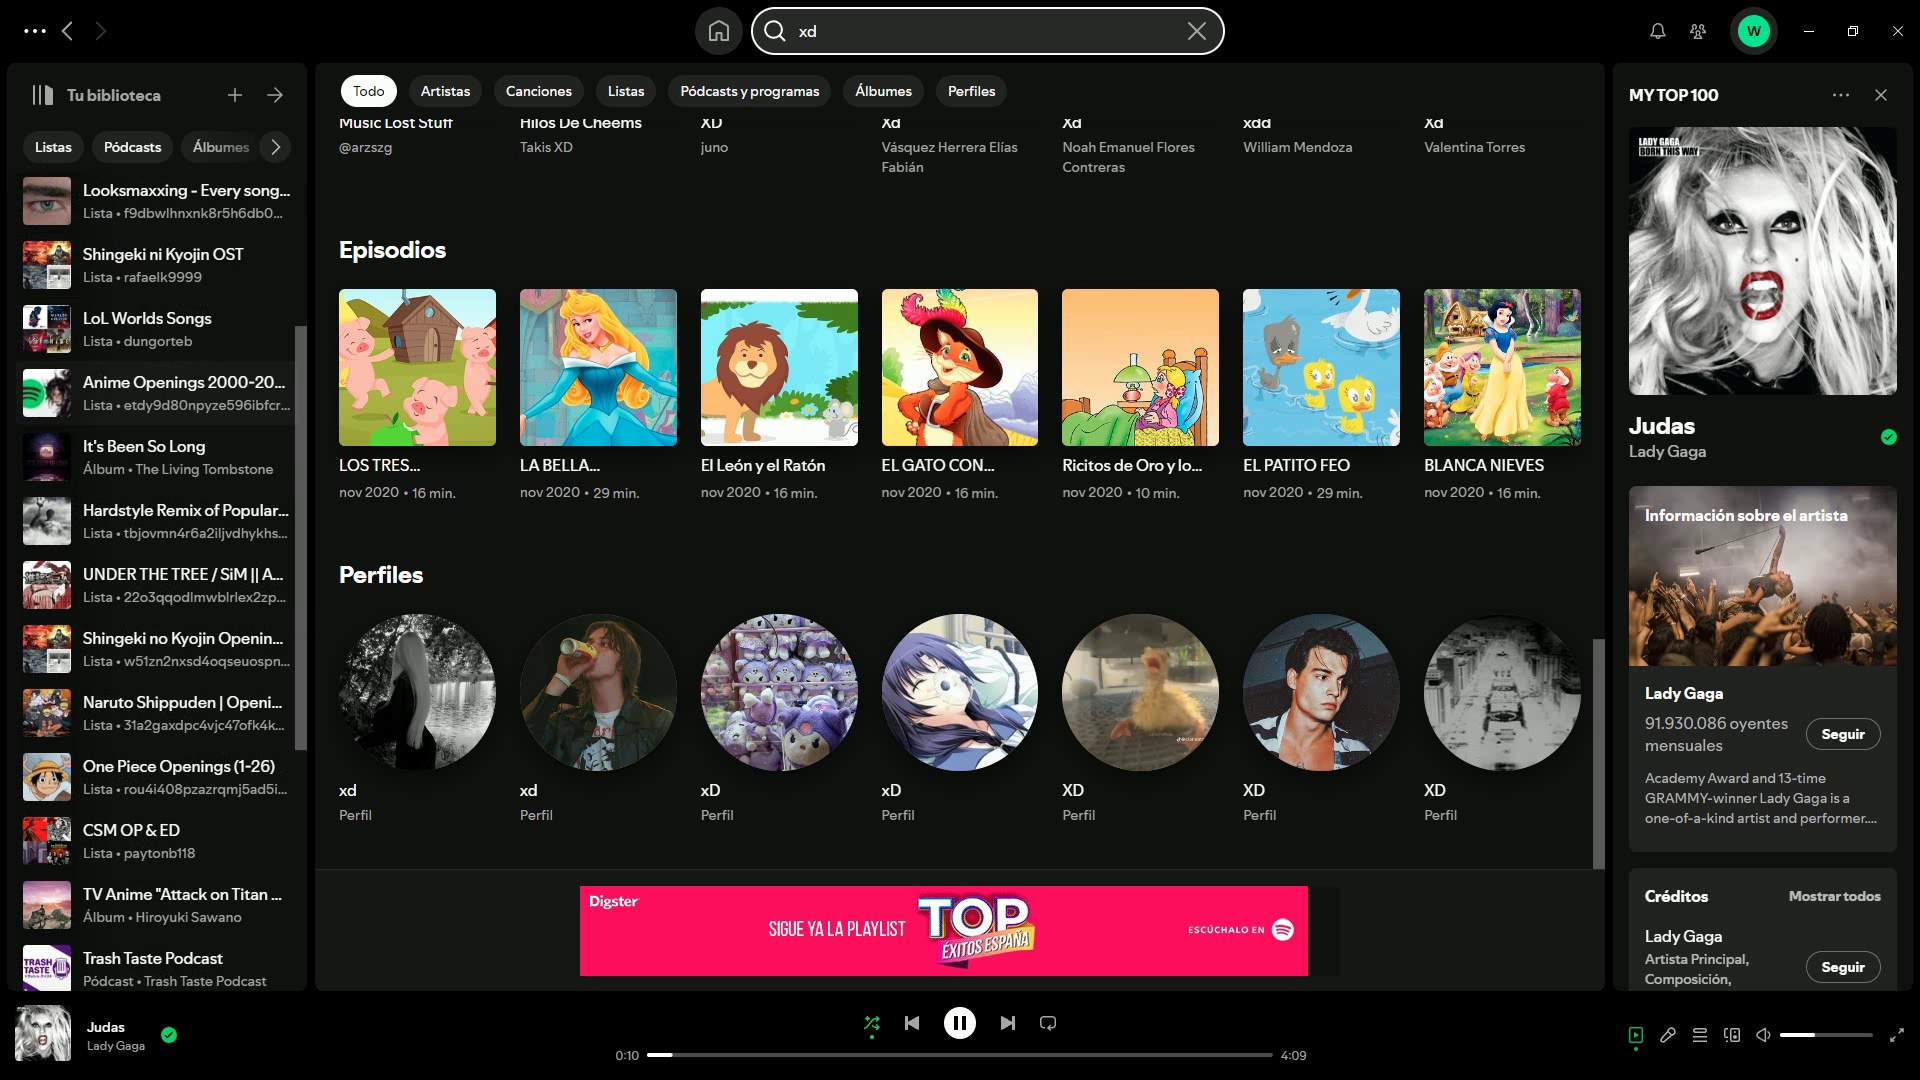 xd
W
Tu biblioteca
Listas
Pódcasts
Álbumes
Looksmaxxing - Every song...
Lista • f9dbwlhnxnk8r5h6db0...
Shingeki ni Kyojin OST
Lista • rafaelk9999
LoL Worlds Songs
Lista • dungorteb
Anime Openings 2000-20...
Lista • etdy9d80npyze596ibfcr...
It's Been So Long
Álbum • The Living Tombstone
Hardstyle Remix of Popular...
Lista • tbjovmn4r6a2iljvdhykhs...
UNDER THE TREE / SiM || A...
Lista • 22o3qqodlmwblrlex2zp...
Shingeki no Kyojin Openin...
Lista • w51zn2nxsd4oqseuospn...
Naruto Shippuden | Openi...
Lista • 31a2gaxdpc4vjc47ofk4k...
One Piece Openings (1-26)
Lista • rou4i408pzazrqmj5ad5i...
CSM OP & ED
Lista • paytonb118
TV Anime "Attack on Titan ...
Álbum • Hiroyuki Sawano
TRASH
TASTE
Trash Taste Podcast
Pódcast • Trash Taste Podcast
Todo
Artistas
Canciones
Listas
Pódcasts y programas
Álbumes
Perfiles
Music Lost Stuff
@arzszg
Hilos De Cheems
Takis XD
XD
juno
Xd
Vásquez Herrera Elías
Fabián
Xd
Noah Emanuel Flores
Contreras
xdd
William Mendoza
Xd
Valentina Torres
Episodios
LOS TRES...
nov 2020 • 16 min.
LA BELLA...
nov 2020 • 29 min.
El León y el Ratón
nov 2020 • 16 min.
EL GATO CON...
nov 2020 • 16 min.
Ricitos de Oro y lo...
nov 2020 • 10 min.
EL PATITO FEO
nov 2020 • 29 min.
BLANCA NIEVES
nov 2020 • 16 min.
Perfiles
xd
Perfil
xd
Perfil
xD
Perfil
xD
Perfil
XD
Perfil
XD
Perfil
XD
Perfil
Digster
SIGUE YA LA PLAYLIST
TOP
ÉXITOS ESPAÑA
ESCÚCHALO EN
MY TOP 100
LADY GAGA
BORN THIS WAY
Judas
Lady Gaga
Información sobre el artista
Lady Gaga
91.930.086 oyentes
mensuales
Seguir
Academy Award and 13-time
GRAMMY-winner Lady Gaga is a
one-of-a-kind artist and performer....
Créditos
Mostrar todos
Lady Gaga
Artista Principal,
Composición,
Seguir
Judas
Lady Gaga
0:10
4:09